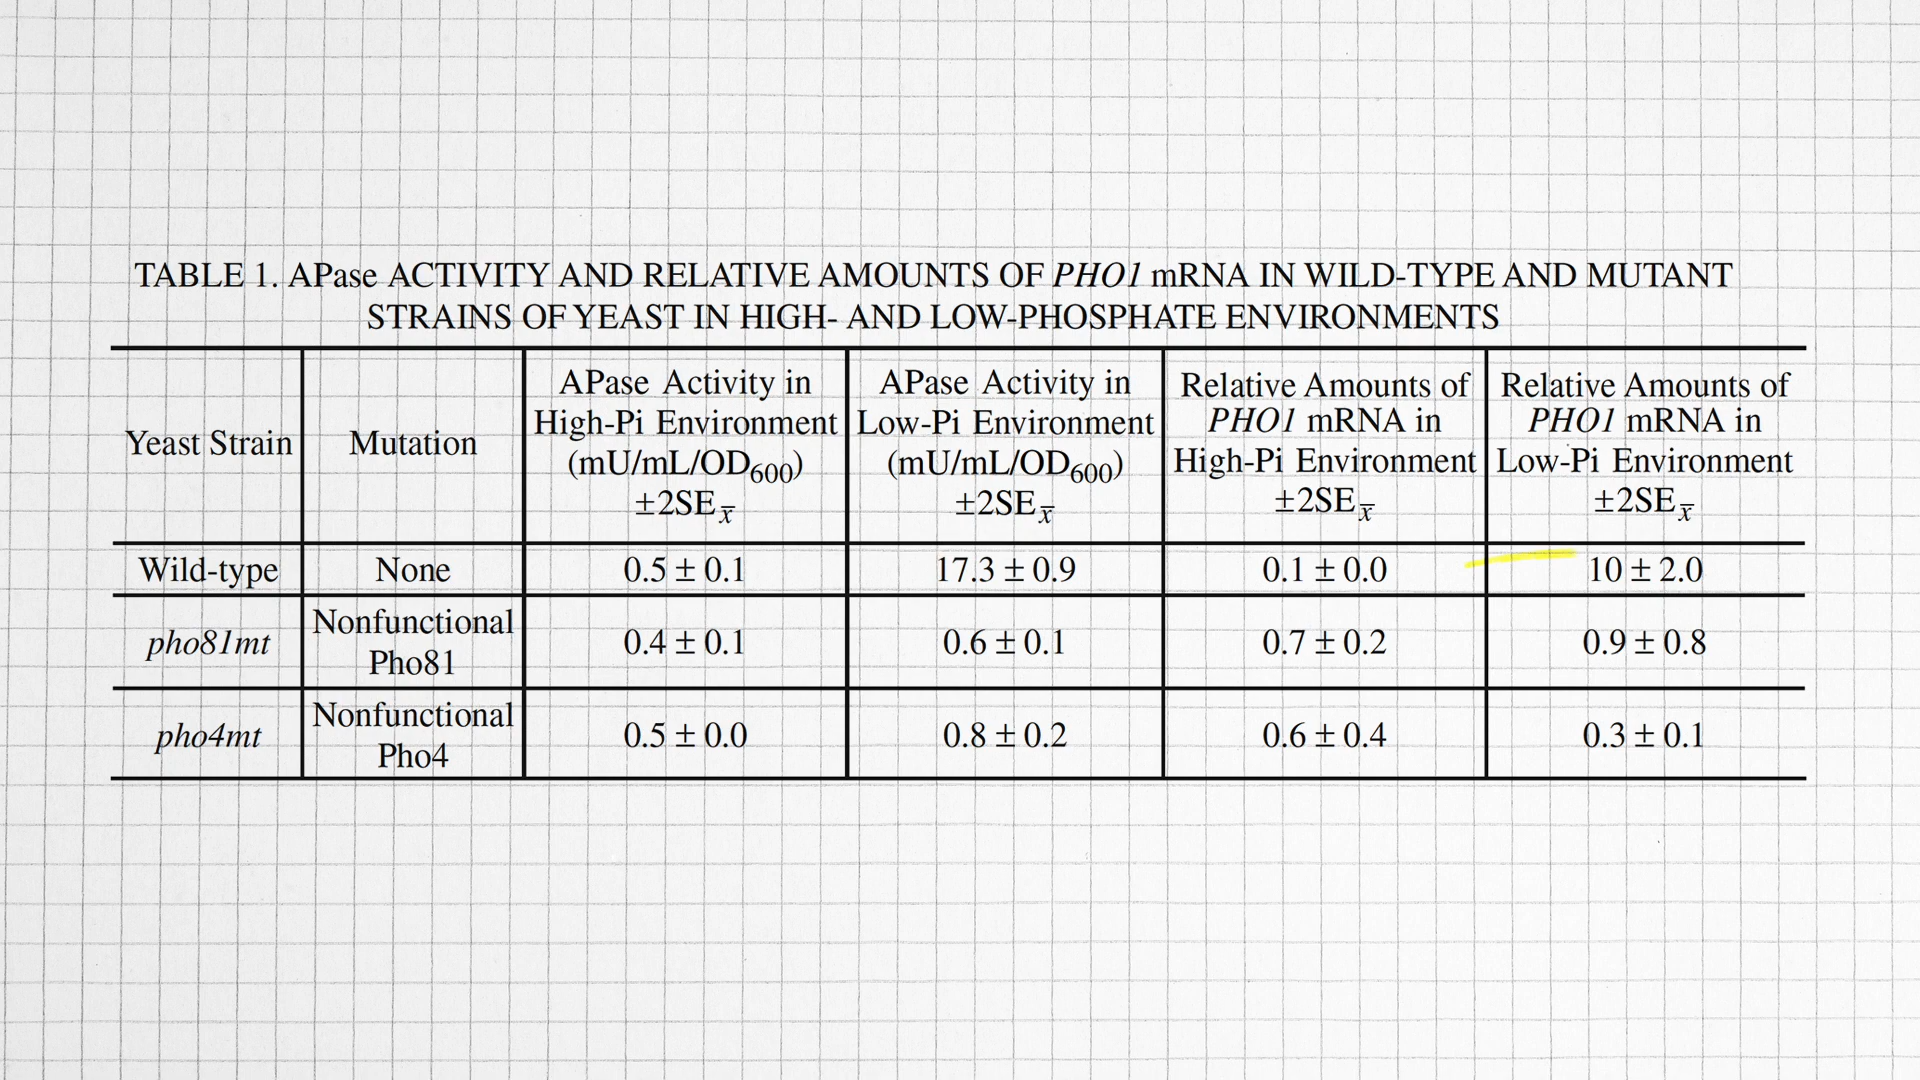 TABLE 1. APase ACTIVITY AND RELATIVE AMOUNTS OF PHO1 mRNA IN WILD-TYPE AND MUTANT
STRAINS OF YEAST IN HIGH- AND LOW-PHOSPHATE ENVIRONMENTS
Yeast Strain
Mutation
APase Activity in
High-Pi Environment
(mU/mL/OD600)
±2SEx̅
APase Activity in
Low-Pi Environment
(mU/mL/OD600)
±2SEx̅
Relative Amounts of
PHO1 mRNA in
High-Pi Environment
±2SEx̅
Relative Amounts of
PHO1 mRNA in
Low-Pi Environment
±2SEx̅
Wild-type None 0.5 ± 0.1 17.3 ± 0.9 0.1 ± 0.0 10 ± 2.0
pho81mt Nonfunctional
Pho81 0.4 ± 0.1 0.6 ± 0.1 0.7 ± 0.2 0.9 ± 0.8
pho4mt Nonfunctional
Pho4 0.5 ± 0.0 0.8 ± 0.2 0.6 ± 0.4 0.3 ± 0.1